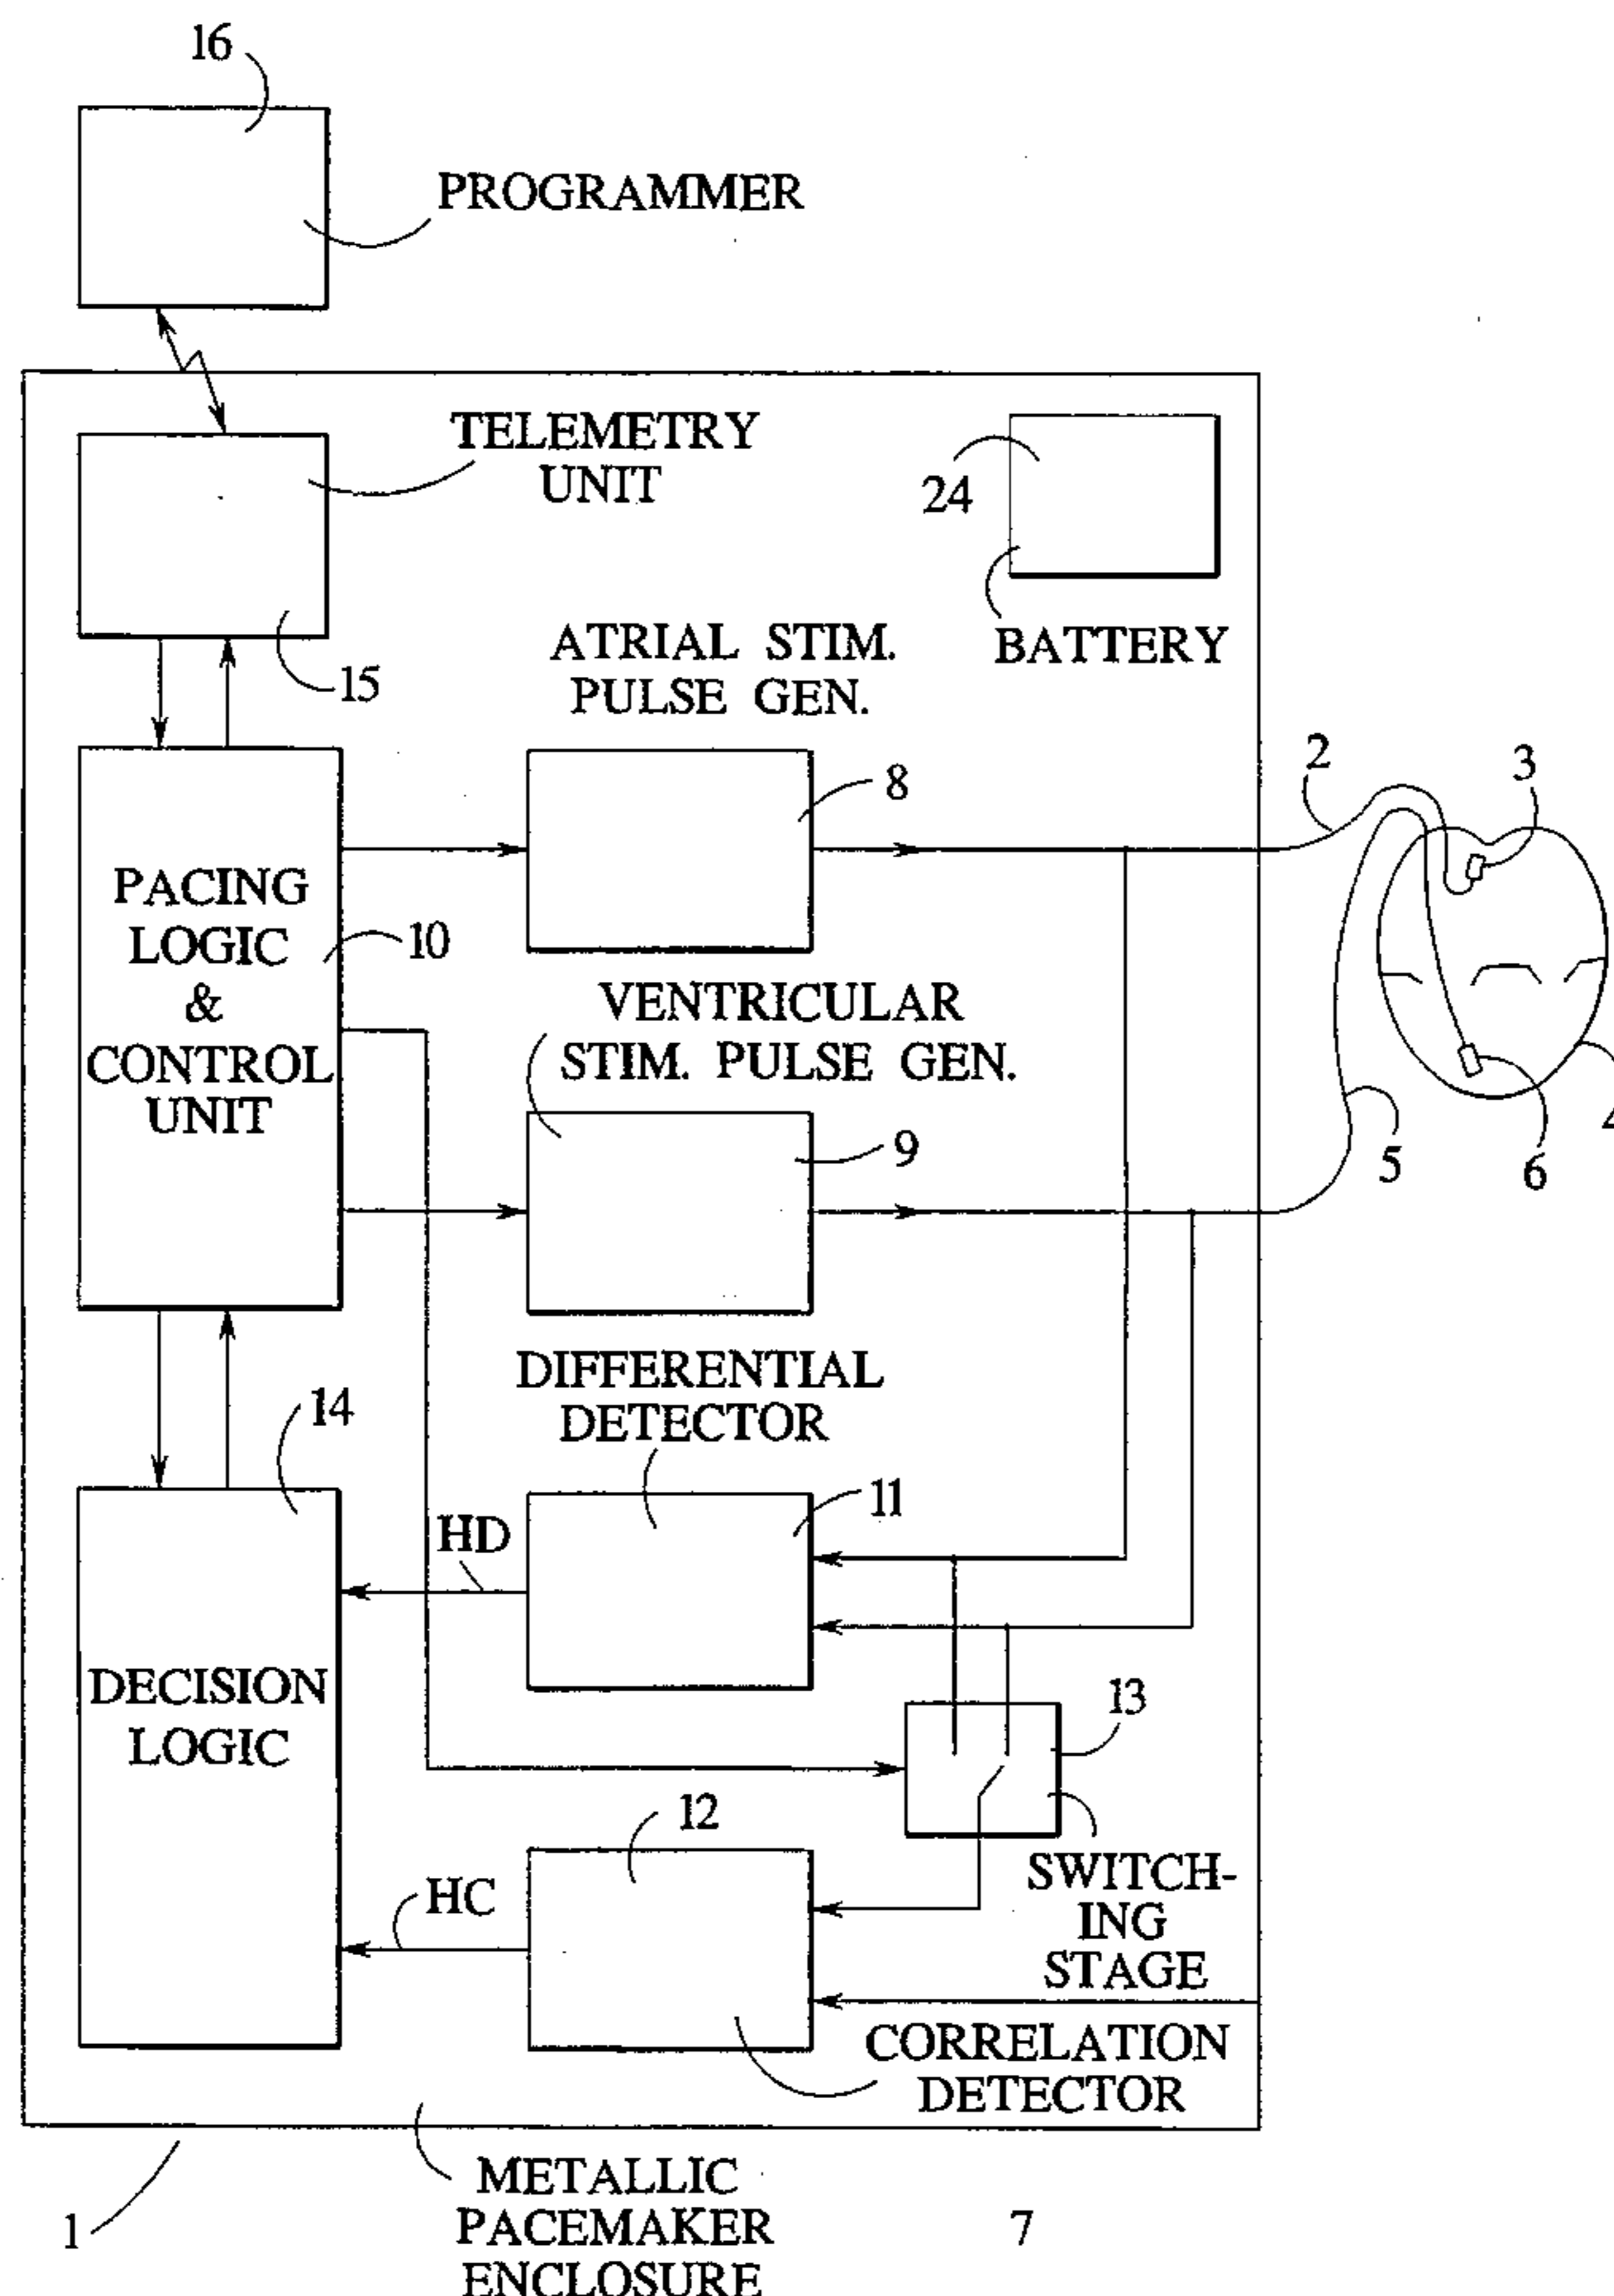 16
PROGRAMMER
TELEMETRY
UNIT
24
BATTERY
15
ATRIAL STIM.
PULSE GEN.
8
2
3
PACING
LOGIC
&
CONTROL
UNIT
10
VENTRICULAR
STIM. PULSE GEN.
9
5
6
4
DIFFERENTIAL
DETECTOR
14
11
HD
DECISION
LOGIC
13
12
SWITCH-
ING
STAGE
HC
CORRELATION
DETECTOR
1
METALLIC
PACEMAKER
ENCLOSURE
7